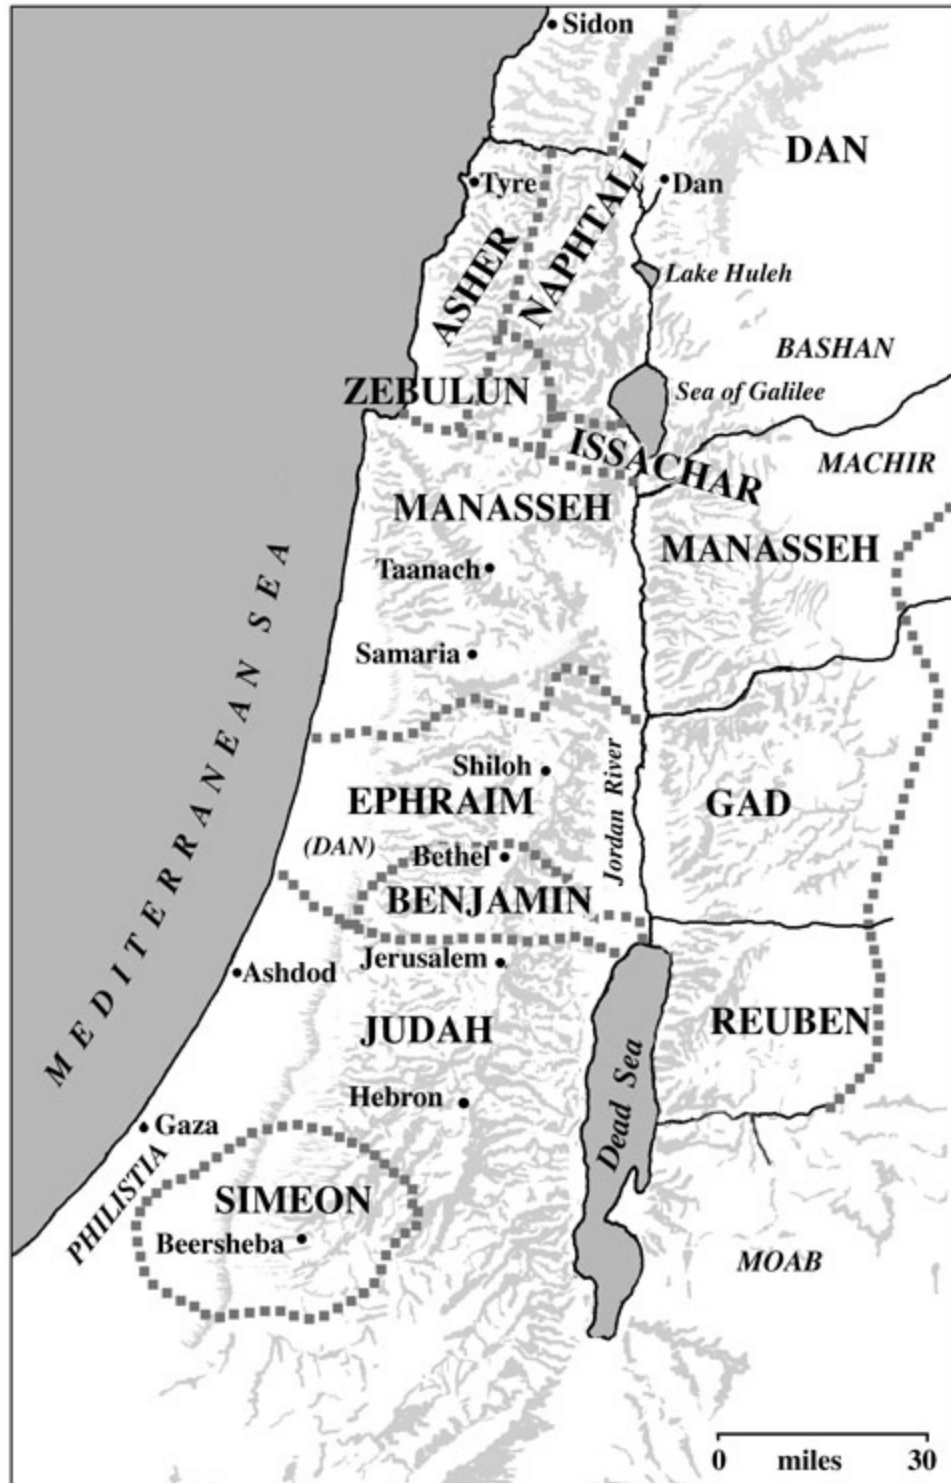 Sidon
DAN
Tyre
Dan
NAPHTALI
ASHER
Lake Huleh
BASHAN
ZEBULUN
Sea of Galilee
ISSACHAR
MACHIR
MANASSEH
MANASSEH
Taanach
Samaria
MEDITERRANEAN SEA
Shiloh
Jordan River
EPHRAIM
GAD
(DAN)
Bethel
BENJAMIN
Jerusalem
Ashdod
JUDAH
REUBEN
Hebron
Dead Sea
Gaza
PHILISTIA
SIMEON
Beersheba
MOAB
0 miles 30